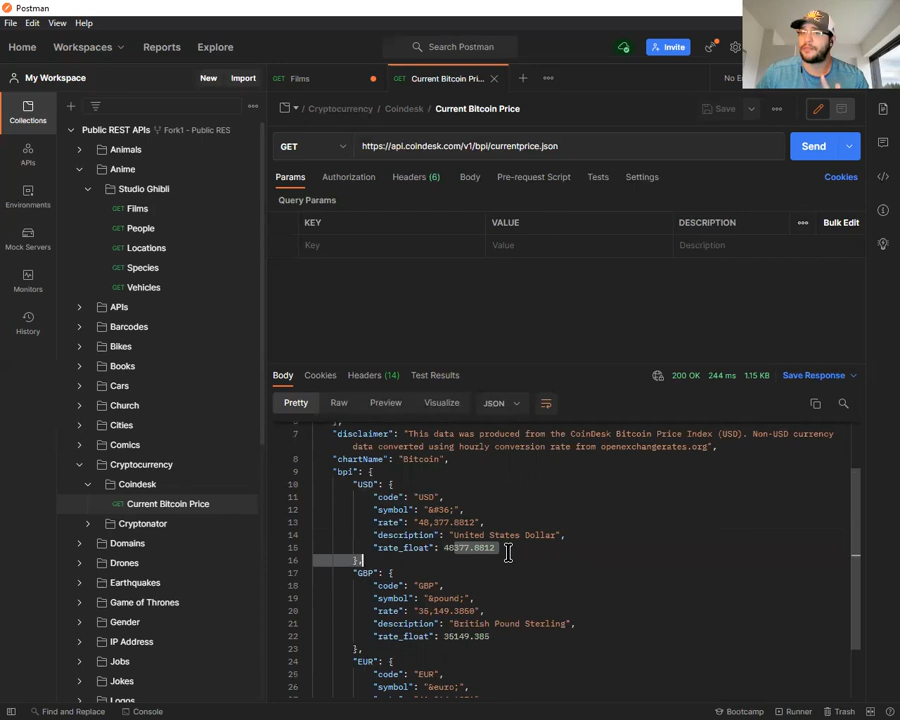 Postman
File Edit View Help
Home Workspaces Reports Explore Search Postman Invite
My Workspace New Import Films Current Bitcoin Pri... No E
Collections
APIs
Environments
Mock Servers
Monitors
History
Public REST APIs Fork1 - Public RES
Animals
Anime
Studio Ghibli
GET Films
GET People
GET Locations
GET Species
GET Vehicles
APIs
Barcodes
Bikes
Books
Cars
Church
Cities
Comics
Cryptocurrency
Coindesk
GET Current Bitcoin Price
Cryptonator
Domains
Drones
Earthquakes
Game of Thrones
Gender
IP Address
Jobs
Jokes
Logos
GET Current Bitcoin Pri...
/ Cryptocurrency / Coindesk / Current Bitcoin Price Save
GET https://api.coindesk.com/v1/bpi/currentprice.json Send
Params Authorization Headers (6) Body Pre-request Script Tests Settings Cookies
Query Params
KEY VALUE DESCRIPTION Bulk Edit
Key Value Description
Body Cookies Headers (14) Test Results 200 OK 244 ms 1.15 KB Save Response
Pretty Raw Preview Visualize JSON
7 "disclaimer": "This data was produced from the CoinDesk Bitcoin Price Index (USD). Non-USD currency
data converted using hourly conversion rate from openexchangerates.org",
8 "chartName": "Bitcoin",
9 "bpi": {
10 "USD": {
11 "code": "USD",
12 "symbol": "&#36;",
13 "rate": "48,377.8812",
14 "description": "United States Dollar",
15 "rate_float": 48377.8812
16 },
17 "GBP": {
18 "code": "GBP",
19 "symbol": "&pound;",
20 "rate": "35,149.3850",
21 "description": "British Pound Sterling",
22 "rate_float": 35149.385
23 },
24 "EUR": {
25 "code": "EUR",
26 "symbol": "&euro;",
Find and Replace Console Bootcamp Runner Trash